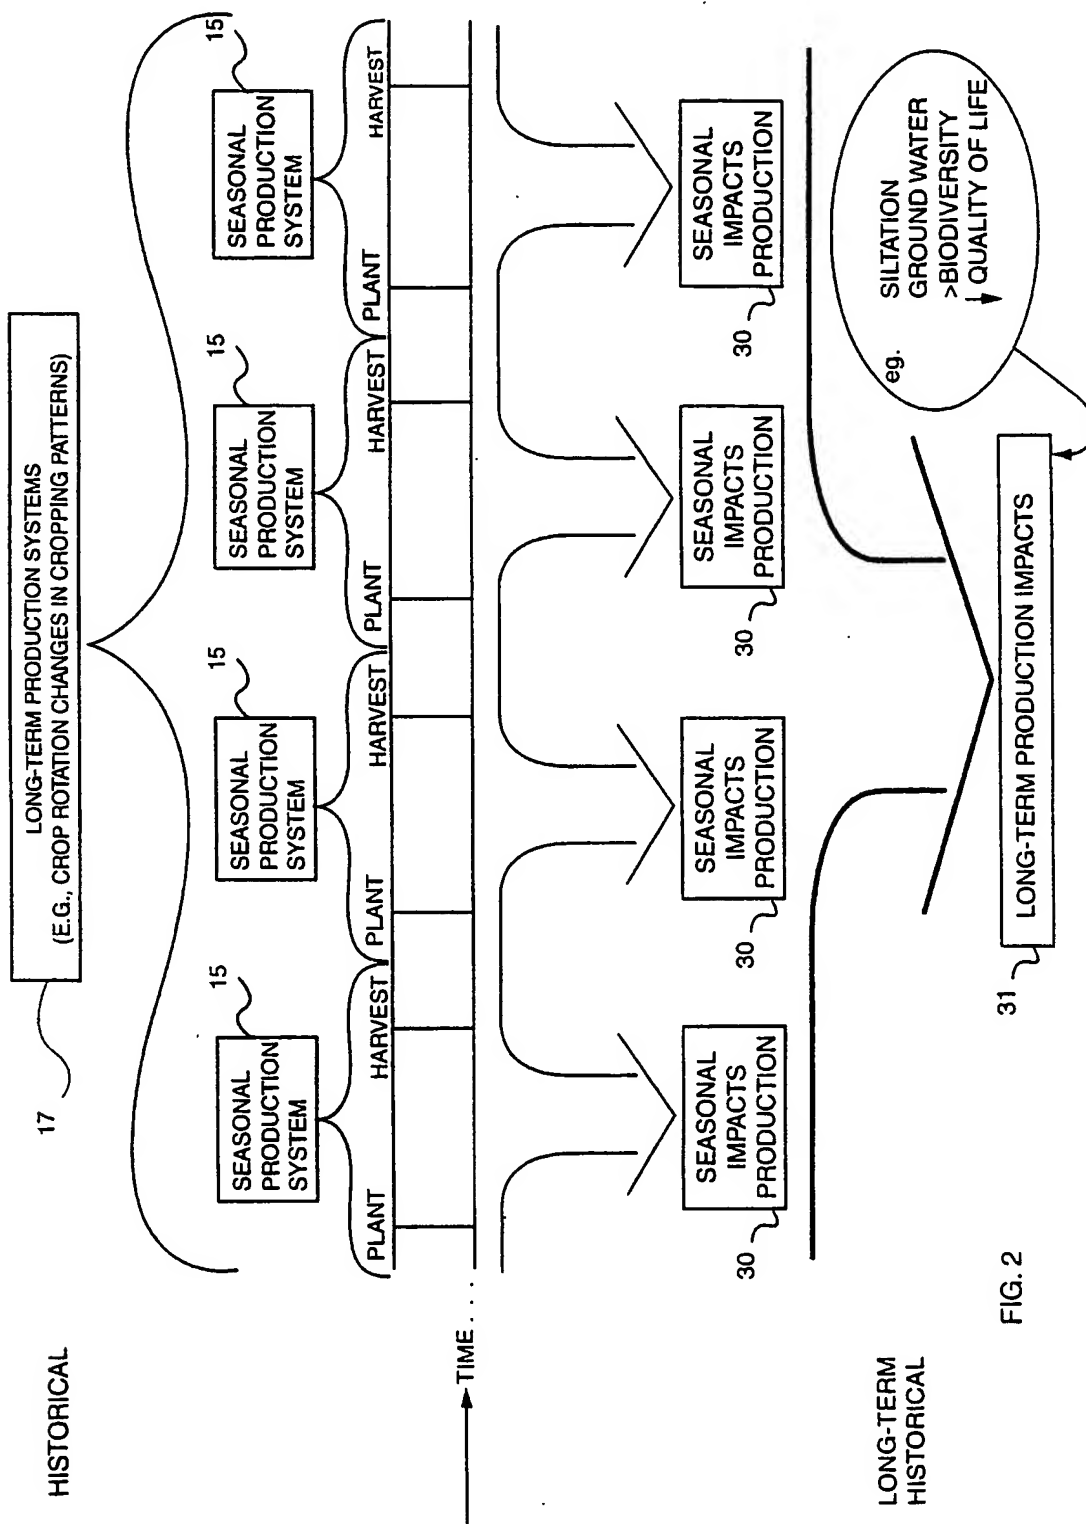 HISTORICAL
17
LONG-TERM PRODUCTION SYSTEMS
(E.G., CROP ROTATION CHANGES IN CROPPING PATTERNS)
15
15
15
15
SEASONAL
PRODUCTION
SYSTEM
SEASONAL
PRODUCTION
SYSTEM
SEASONAL
PRODUCTION
SYSTEM
SEASONAL
PRODUCTION
SYSTEM
PLANT
HARVEST
PLANT
HARVEST
PLANT
HARVEST
PLANT
HARVEST
TIME . . .
SEASONAL
IMPACTS
PRODUCTION
SEASONAL
IMPACTS
PRODUCTION
SEASONAL
IMPACTS
PRODUCTION
SEASONAL
IMPACTS
PRODUCTION
30
30
30
30
LONG-TERM
HISTORICAL
eg.
SILTATION
GROUND WATER
>BIODIVERSITY
↓ QUALITY OF LIFE
31
LONG-TERM PRODUCTION IMPACTS
FIG. 2